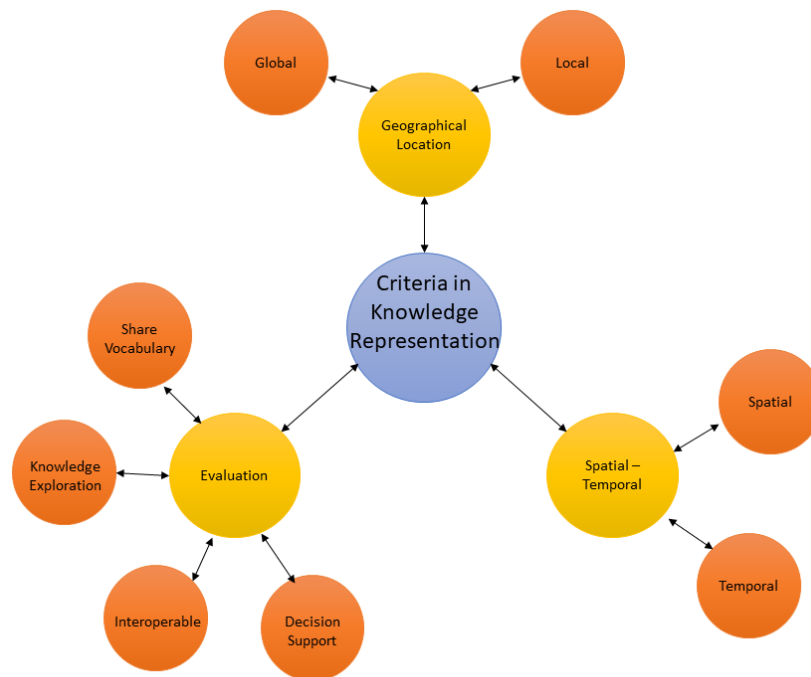 Global
Local
Geographical
Location
Criteria in
Knowledge
Representation
Share
Vocabulary
Knowledge
Exploration
Evaluation
Interoperable
Decision
Support
Spatial –
Temporal
Spatial
Temporal